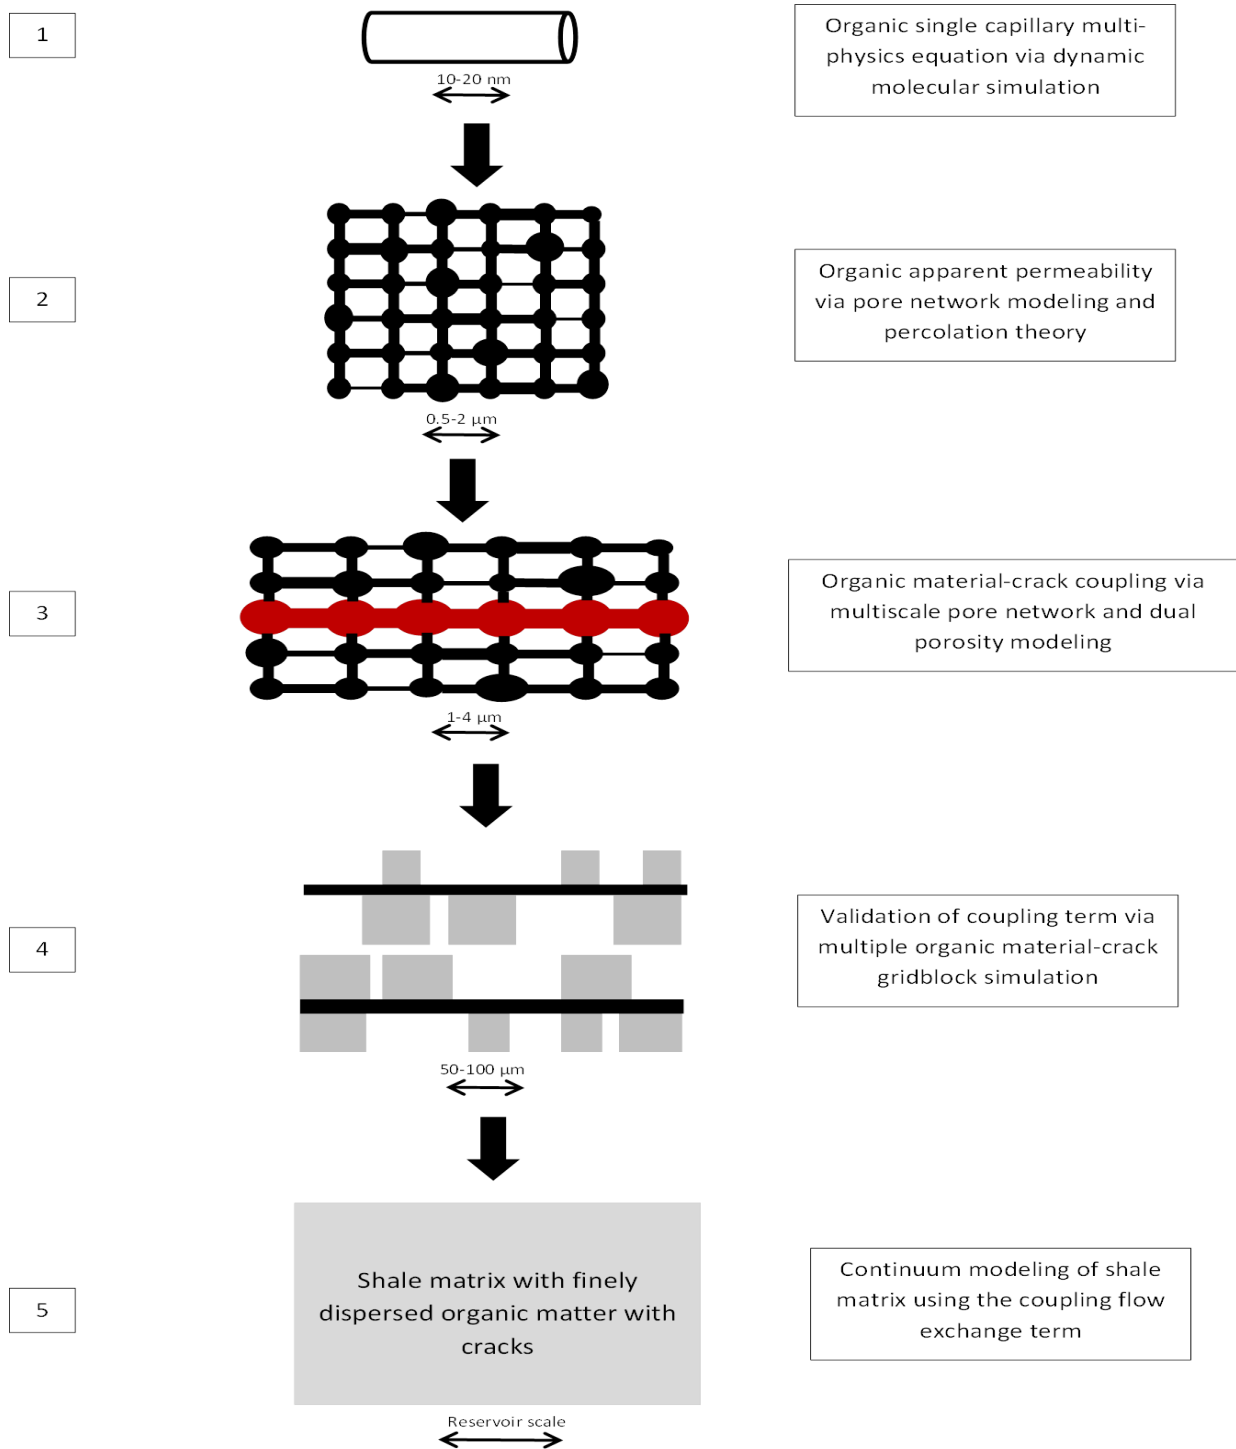 1
10-20 nm
Organic single capillary multi-
physics equation via dynamic
molecular simulation
2
0.5-2 µm
Organic apparent permeability
via pore network modeling and
percolation theory
3
1-4 µm
Organic material-crack coupling via
multiscale pore network and dual
porosity modeling
4
50-100 µm
Validation of coupling term via
multiple organic material-crack
gridblock simulation
5
Shale matrix with finely
dispersed organic matter with
cracks
Reservoir scale
Continuum modeling of shale
matrix using the coupling flow
exchange term